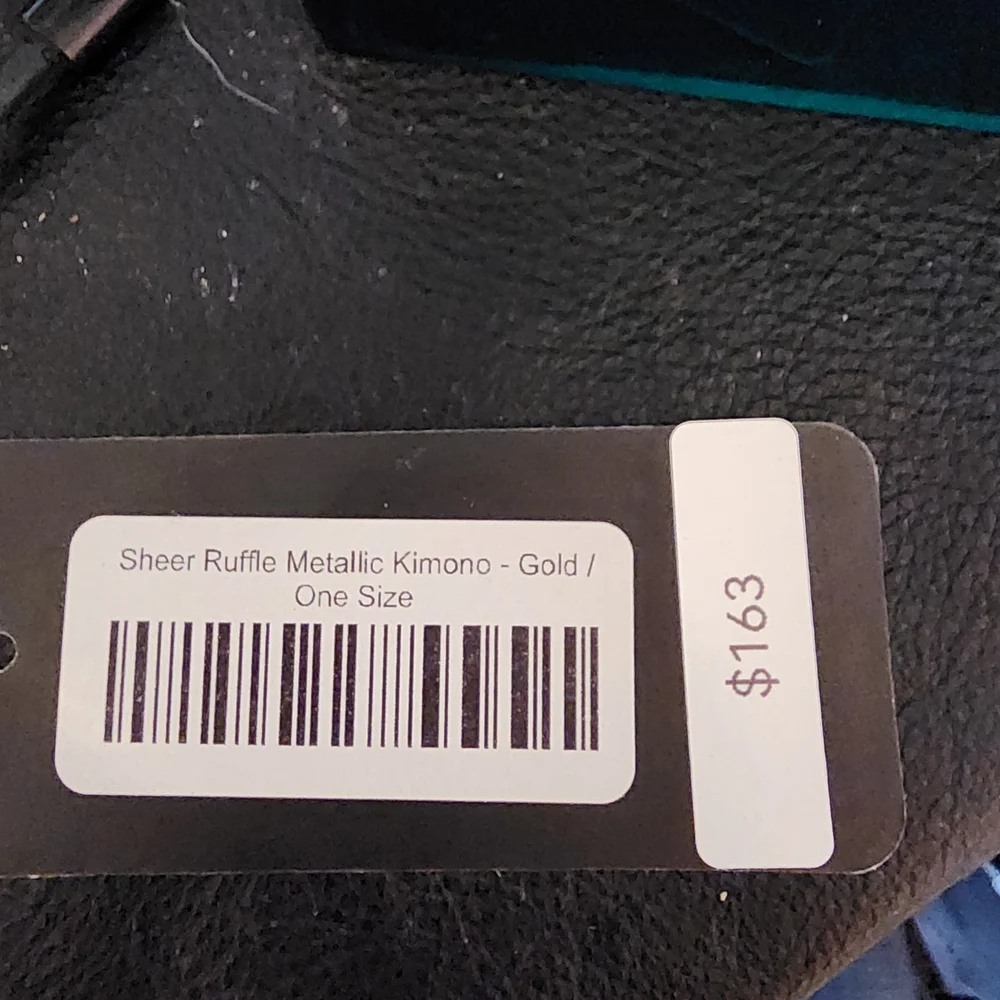 Sheer Ruffle Metallic Kimono - Gold /
One Size
$163